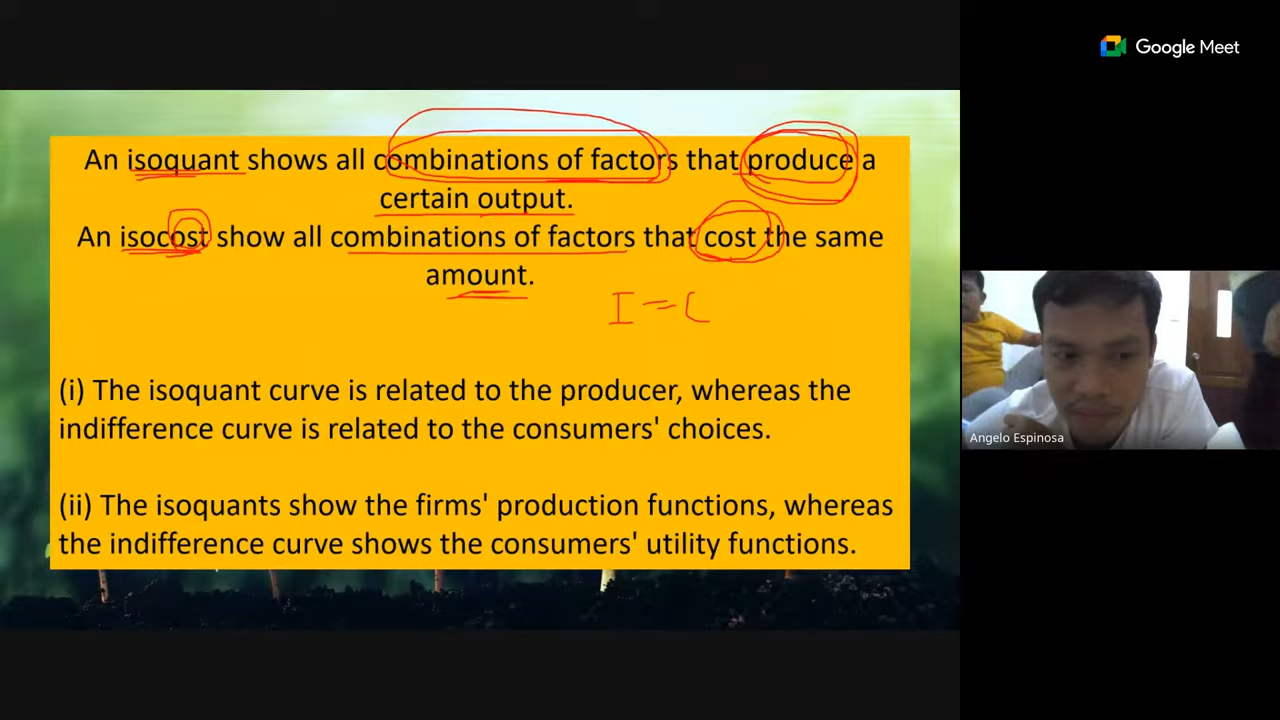 Google Meet
An isoquant shows all combinations of factors that produce a
certain output.
An isocost show all combinations of factors that cost the same
amount.
I = C
(i) The isoquant curve is related to the producer, whereas the
indifference curve is related to the consumers' choices.
(ii) The isoquants show the firms' production functions, whereas
the indifference curve shows the consumers' utility functions.
Angelo Espinosa